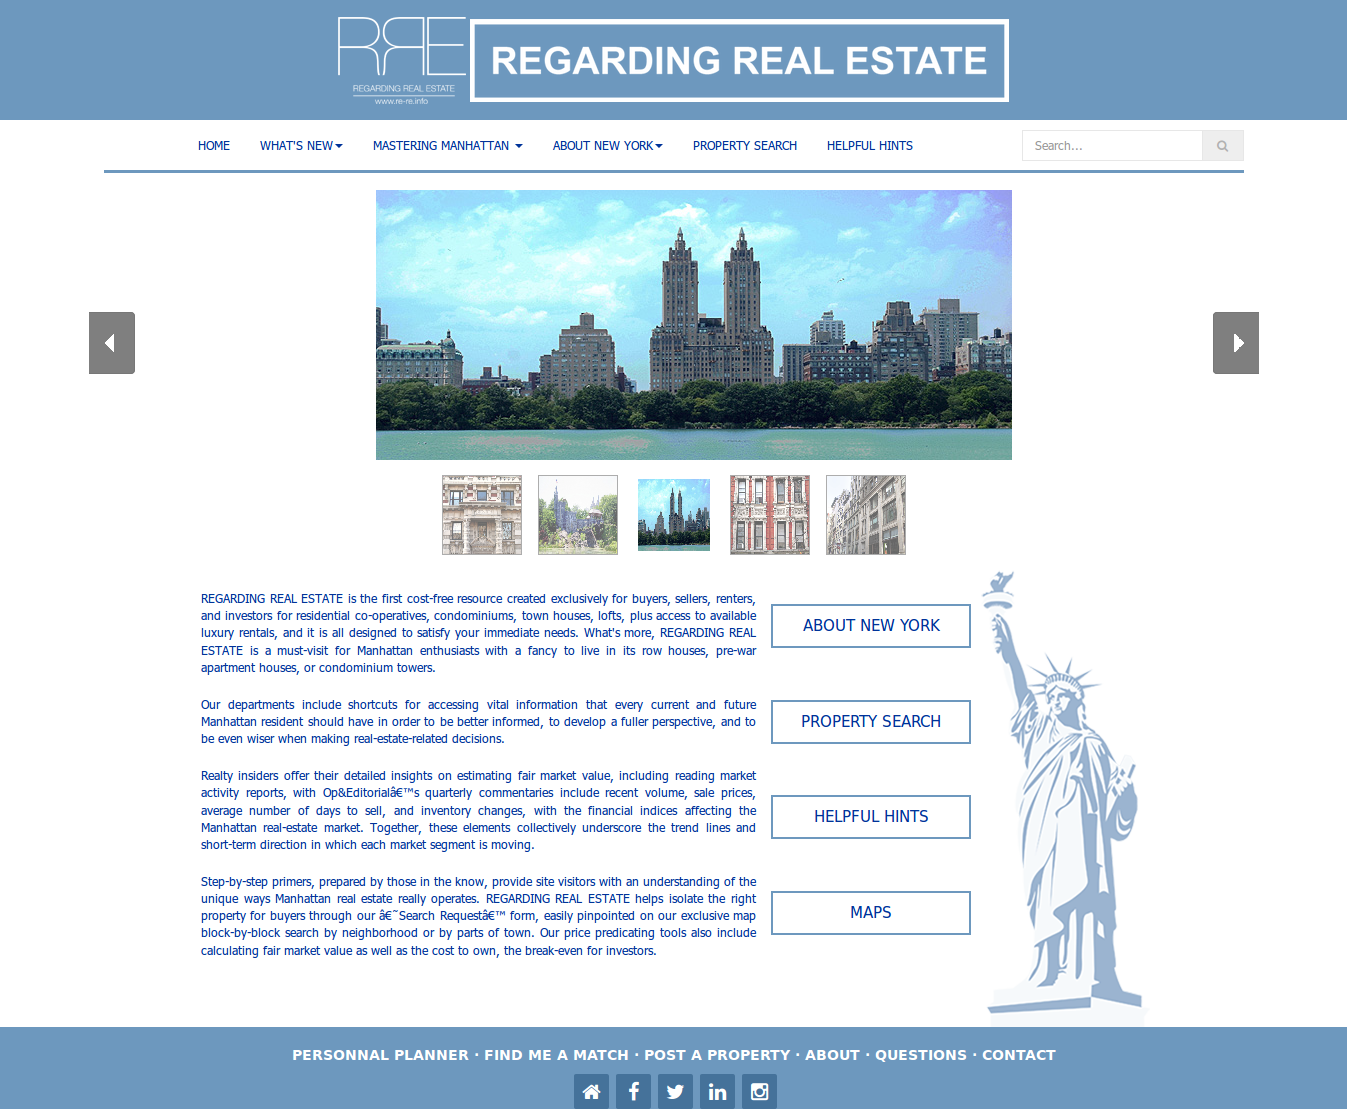 RRE
REGARDING REAL ESTATE
www.re-re.info
REGARDING REAL ESTATE
HOME WHAT'S NEW MASTERING MANHATTAN ABOUT NEW YORK PROPERTY SEARCH HELPFUL HINTS Search...
REGARDING REAL ESTATE is the first cost-free resource created exclusively for buyers, sellers, renters,
and investors for residential co-operatives, condominiums, town houses, lofts, plus access to available
luxury rentals, and it is all designed to satisfy your immediate needs. What's more, REGARDING REAL
ESTATE is a must-visit for Manhattan enthusiasts with a fancy to live in its row houses, pre-war
apartment houses, or condominium towers.
Our departments include shortcuts for accessing vital information that every current and future
Manhattan resident should have in order to be better informed, to develop a fuller perspective, and to
be even wiser when making real-estate-related decisions.
Realty insiders offer their detailed insights on estimating fair market value, including reading market
activity reports, with Op&Editorialâ€™s quarterly commentaries include recent volume, sale prices,
average number of days to sell, and inventory changes, with the financial indices affecting the
Manhattan real-estate market. Together, these elements collectively underscore the trend lines and
short-term direction in which each market segment is moving.
Step-by-step primers, prepared by those in the know, provide site visitors with an understanding of the
unique ways Manhattan real estate really operates. REGARDING REAL ESTATE helps isolate the right
property for buyers through our â€˜Search Requestâ€™ form, easily pinpointed on our exclusive map
block-by-block search by neighborhood or by parts of town. Our price predicating tools also include
calculating fair market value as well as the cost to own, the break-even for investors.
ABOUT NEW YORK
PROPERTY SEARCH
HELPFUL HINTS
MAPS
PERSONNAL PLANNER · FIND ME A MATCH · POST A PROPERTY · ABOUT · QUESTIONS · CONTACT